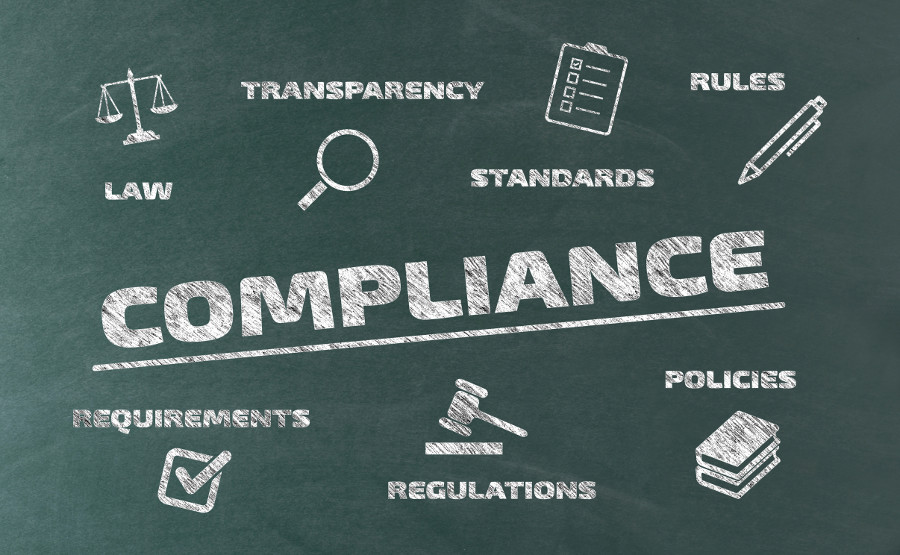 TRANSPARENCY
RULES
LAW
STANDARDS
COMPLIANCE
POLICIES
REQUIREMENTS
REGULATIONS